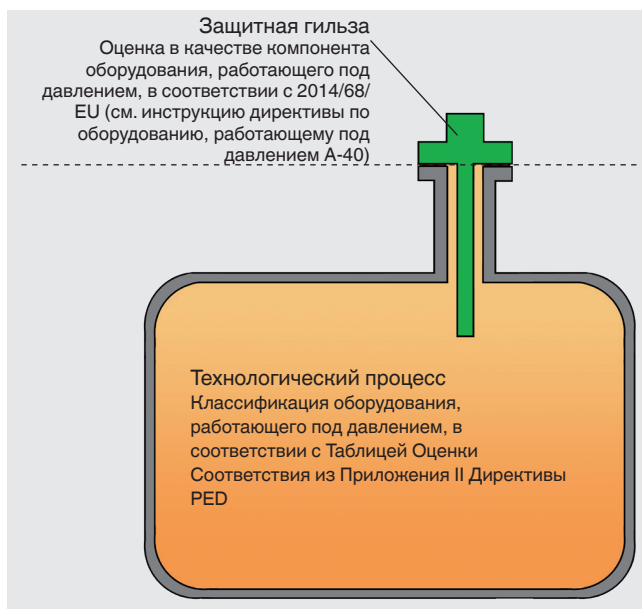 Защитная гильза
Оценка в качестве компонента
оборудования, работающего под
давлением, в соответствии с 2014/68/
EU (см. инструкцию директивы по
оборудованию, работающему под
давлением A-40)
Технологический процесс
Классификация оборудования,
работающего под давлением, в
соответствии с Таблицей Оценки
Соответствия из Приложения II Директивы
PED